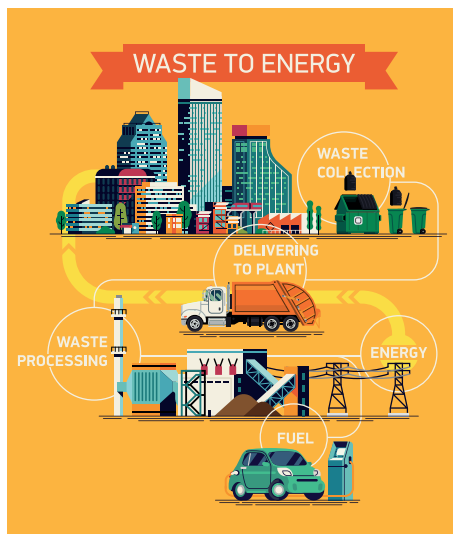 WASTE TO ENERGY
WASTE
COLLECTION
DELIVERING
TO PLANT
WASTE
PROCESSING
ENERGY
FUEL